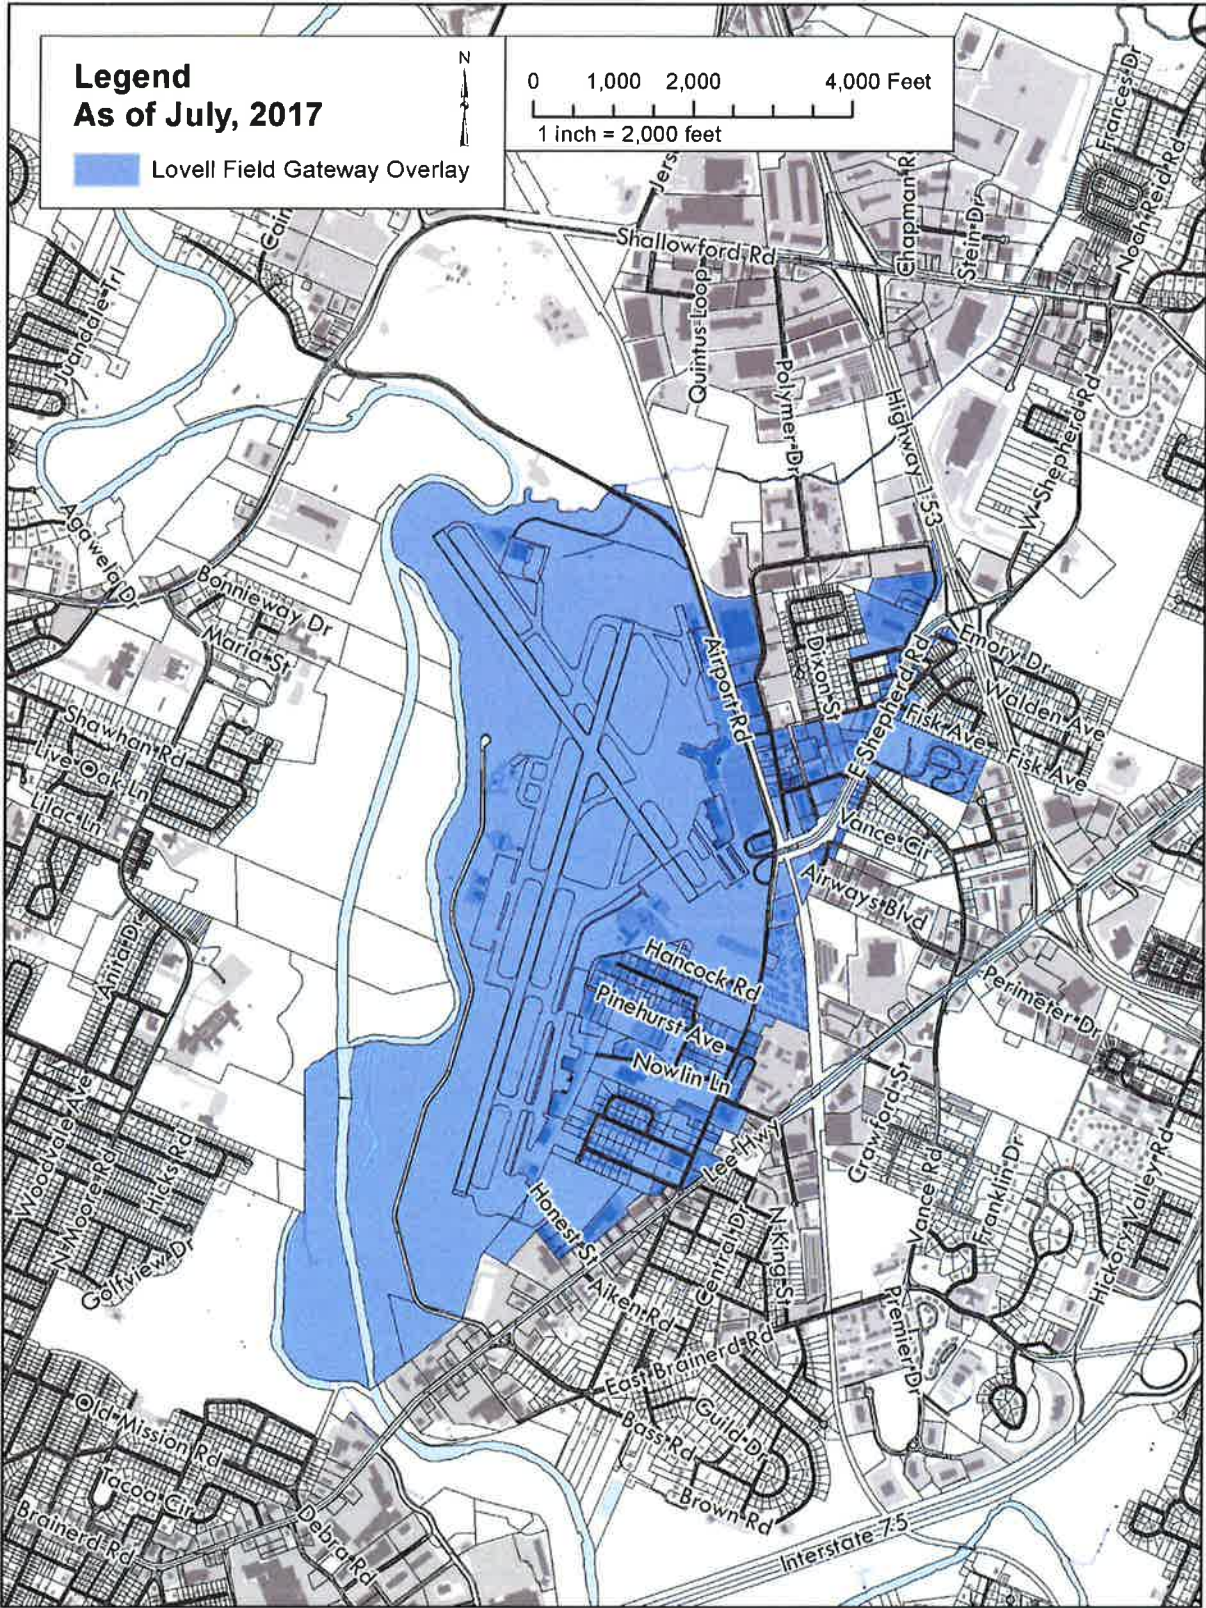 Legend
As of July, 2017
N
Lovell Field Gateway Overlay
0 1,000 2,000 4,000 Feet
1 inch = 2,000 feet
Frances Dr
Noah Reid Rd
Chapman Rd
Stein Dr
Shallowford Rd
Quintus Loop
Polymer Dr
Highway 153
W Shepherd Rd
Juandale Trl
Agawela Dr
Bonnieway Dr
Maria St
Shawhan Rd
Live Oak Ln
Lilac Ln
Anita Dr
Airport Rd
Dixon St
E Shepherd Rd
Emory Dr
Walden Ave
Fisk Ave
Fisk Ave
Vance Cir
Airways Blvd
Perimeter Dr
Hancock Rd
Pinehurst Ave
Nowlin Ln
Lee Hwy
Crawford St
Vance Rd
Franklin Dr
Hickory Valley Rd
Woodvale Ave
N Moore Rd
Hicks Rd
Golfview Dr
Honest St
Aiken Rd
Central Dr
N King St
Premier Dr
East Brainerd Rd
Guild Dr
Bass Rd
Brown Rd
Interstate 75
Old Mission Rd
Tacoa Cir
Brainerd Rd
Debra Rd